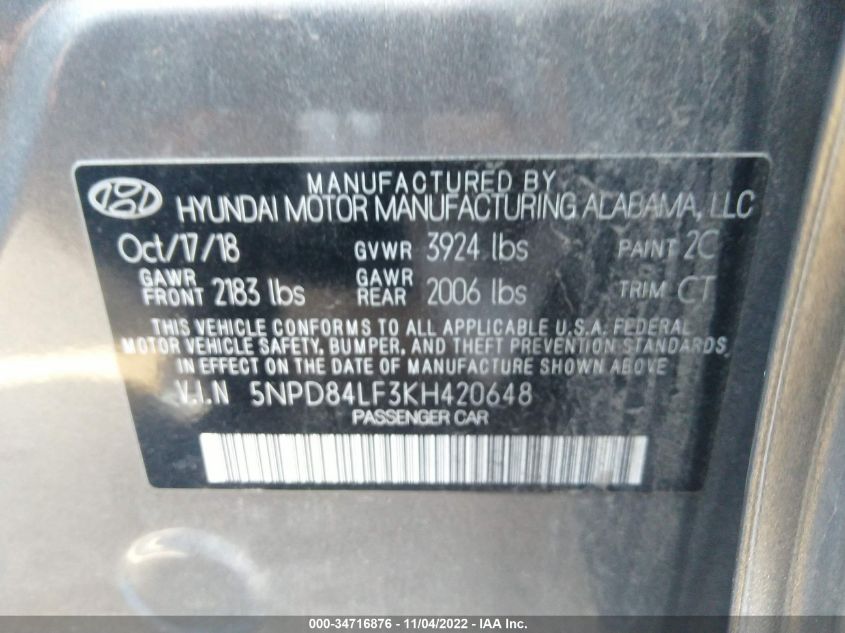 MANUFACTURED BY
HYUNDAI MOTOR MANUFACTURING ALABAMA, LLC
Oct/17/18 GVWR 3924 lbs PAINT 2C
GAWR FRONT 2183 lbs GAWR REAR 2006 lbs TRIM CT
THIS VEHICLE CONFORMS TO ALL APPLICABLE U.S.A. FEDERAL
MOTOR VEHICLE SAFETY, BUMPER, AND THEFT PREVENTION STANDARDS
IN EFFECT ON THE DATE OF MANUFACTURE SHOWN ABOVE
V.I.N 5NPD84LF3KH420648
PASSENGER CAR
000-34716876 - 11/04/2022 - IAA Inc.